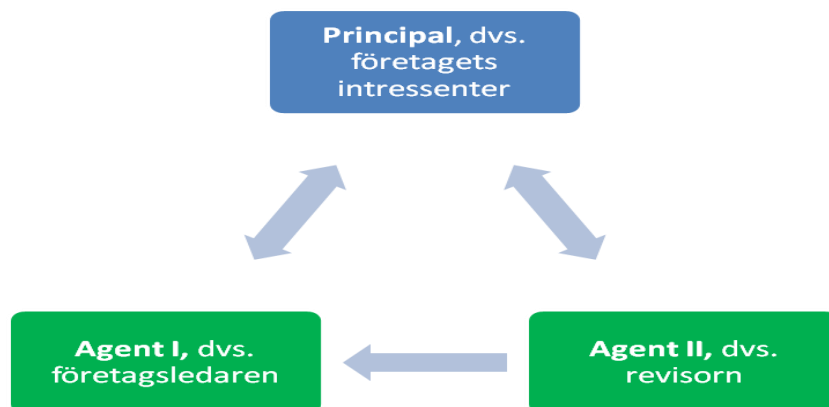 Principal, dvs.
företagets
intressenter
Agent I, dvs.
företagsledaren
Agent II, dvs.
revisorn